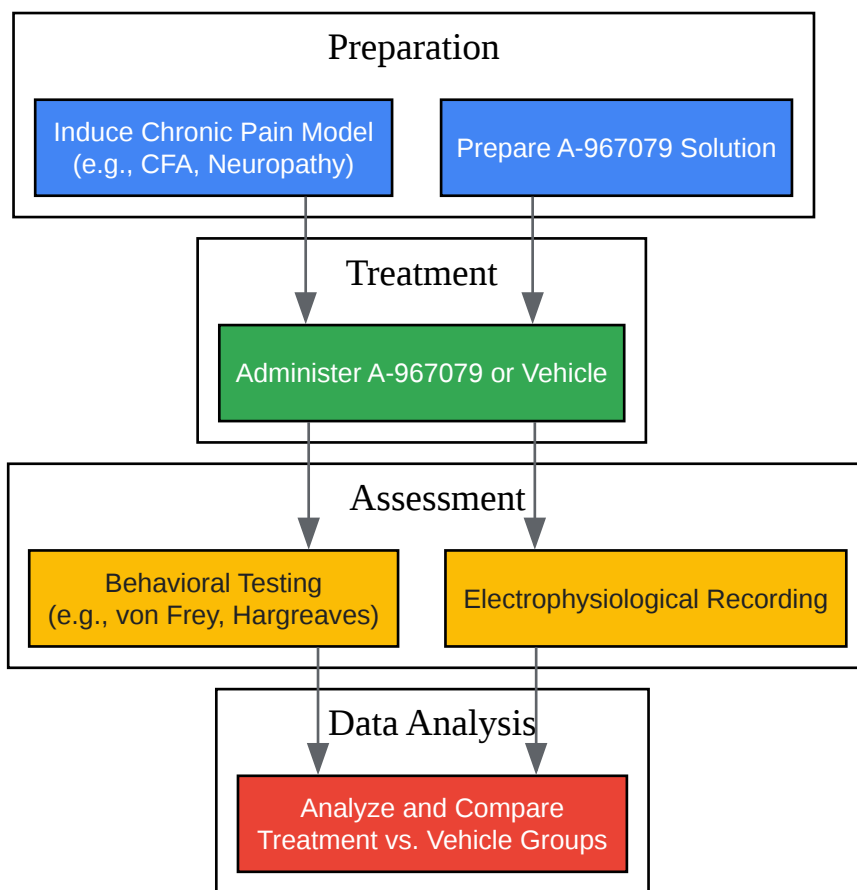 Preparation
Induce Chronic Pain Model
(e.g., CFA, Neuropathy)
Prepare A-967079 Solution
Treatment
Administer A-967079 or Vehicle
Assessment
Behavioral Testing
(e.g., von Frey, Hargreaves)
Electrophysiological Recording
Data Analysis
Analyze and Compare
Treatment vs. Vehicle Groups